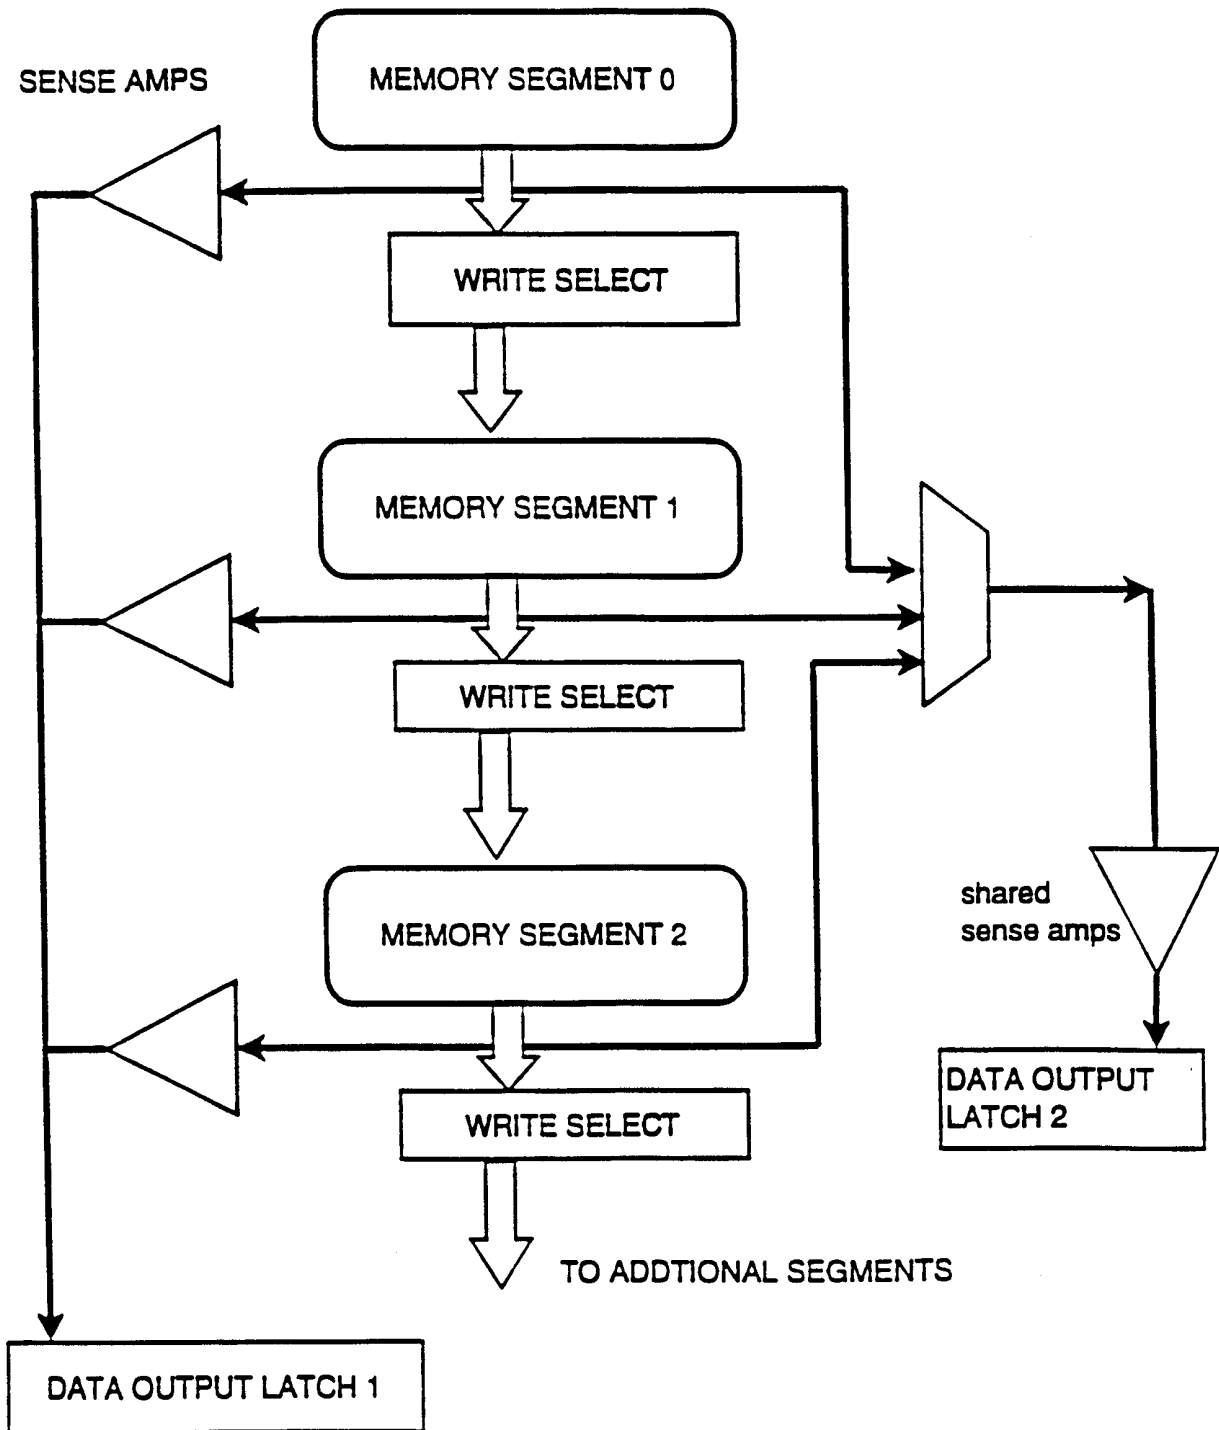 SENSE AMPS
MEMORY SEGMENT 0
WRITE SELECT
MEMORY SEGMENT 1
WRITE SELECT
MEMORY SEGMENT 2
shared
sense amps
WRITE SELECT
DATA OUTPUT
LATCH 2
TO ADDTIONAL SEGMENTS
DATA OUTPUT LATCH 1